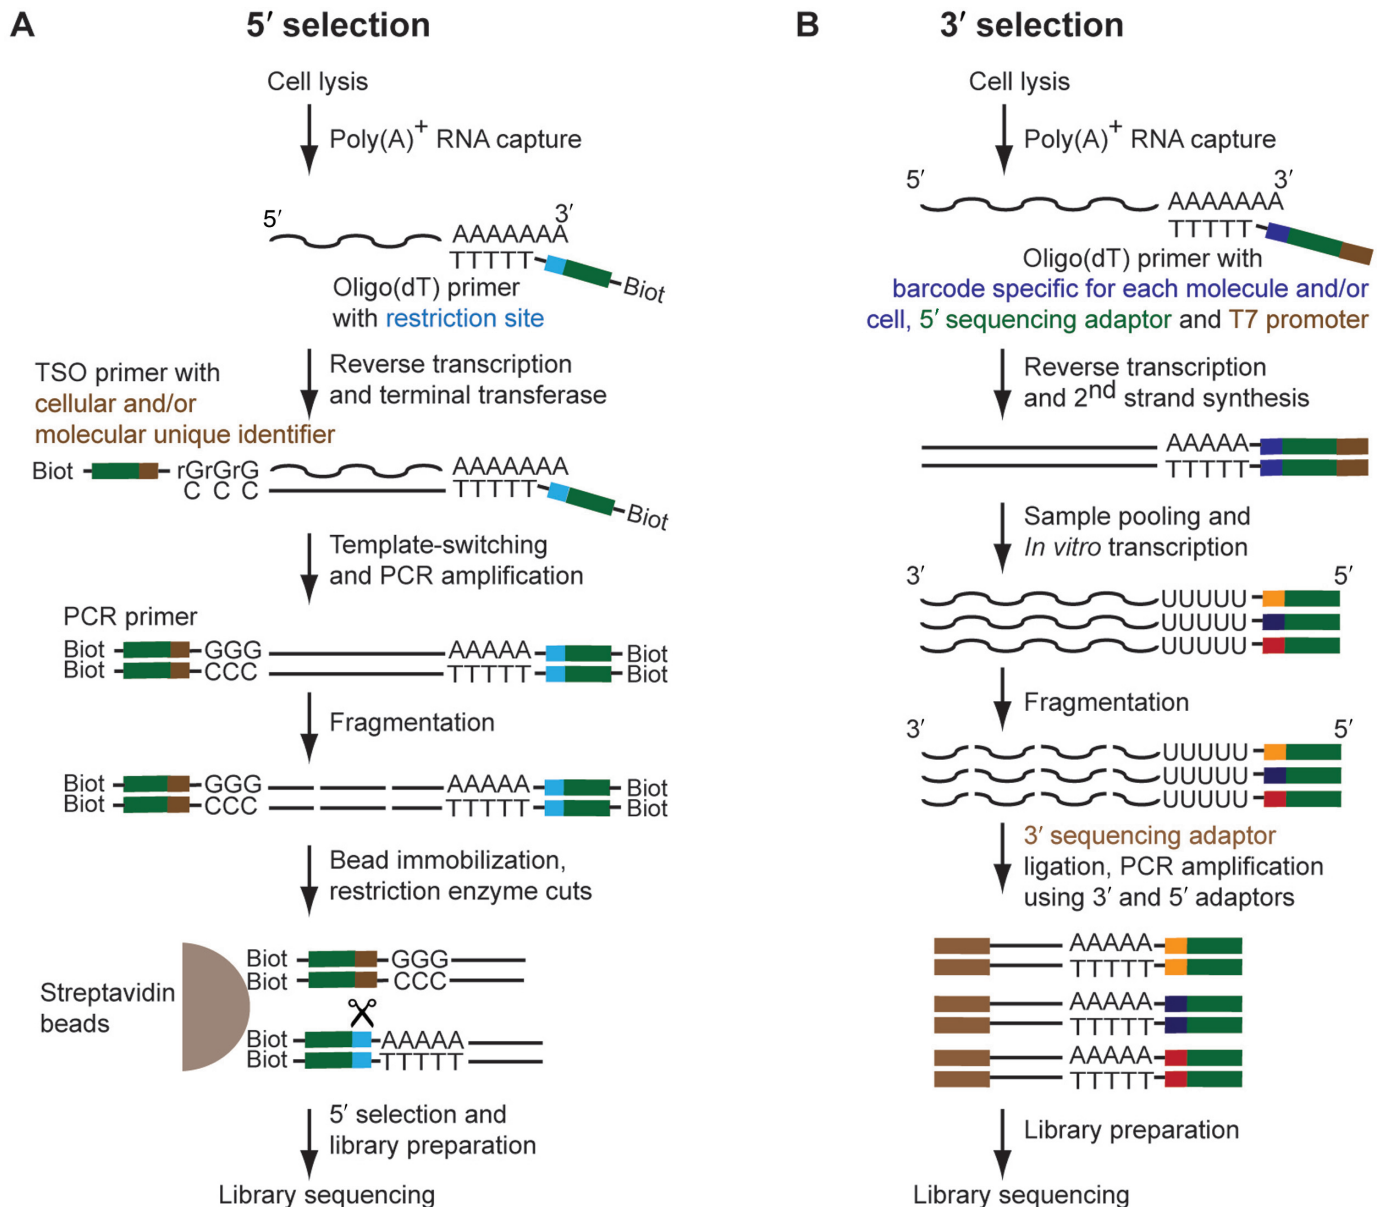 A
5′ selection
Cell lysis
Poly(A)+ RNA capture
5′
3′
AAAAAAA
TTTTT
Biot
Oligo(dT) primer
with restriction site
Reverse transcription
and terminal transferase
TSO primer with
cellular and/or
molecular unique identifier
Biot
rGrGrG
AAAAAAA
C C C
TTTTT
Biot
Template-switching
and PCR amplification
PCR primer
Biot
GGG
AAAAA
Biot
Biot
CCC
TTTTT
Biot
Fragmentation
Biot
GGG
AAAAA
Biot
Biot
CCC
TTTTT
Biot
Bead immobilization,
restriction enzyme cuts
Streptavidin
beads
Biot
GGG
Biot
CCC
Biot
AAAAA
Biot
TTTTT
5′ selection and
library preparation
Library sequencing
B
3′ selection
Cell lysis
Poly(A)+ RNA capture
5′
3′
AAAAAAA
TTTTT
Oligo(dT) primer with
barcode specific for each molecule and/or
cell, 5′ sequencing adaptor and T7 promoter
Reverse transcription
and 2nd strand synthesis
AAAAA
TTTTT
Sample pooling and
In vitro transcription
3′
5′
UUUUU
UUUUU
UUUUU
Fragmentation
3′
5′
UUUUU
UUUUU
UUUUU
3′ sequencing adaptor
ligation, PCR amplification
using 3′ and 5′ adaptors
AAAAA
TTTTT
AAAAA
TTTTT
AAAAA
TTTTT
Library preparation
Library sequencing